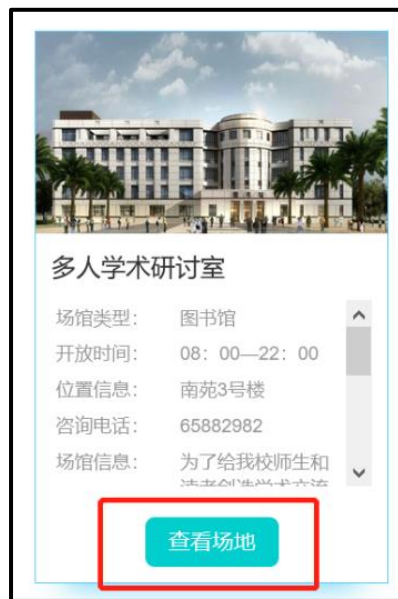 多人学术研讨室
场馆类型： 图书馆
开放时间： 08：00—22：00
位置信息： 南苑3号楼
咨询电话： 65882982
场馆信息： 为了给我校师生和
查看场地